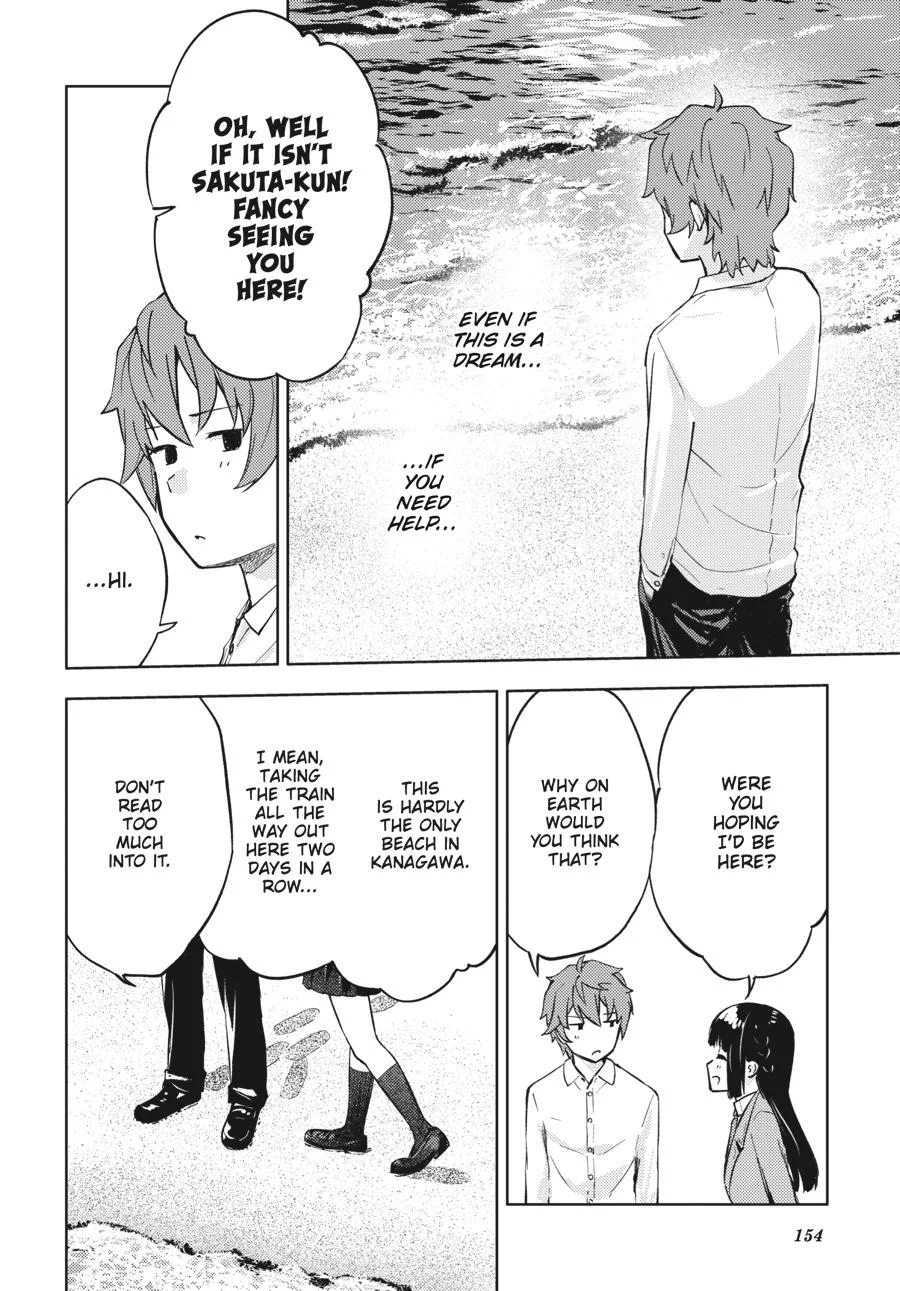 EVEN IF
THIS IS A
DREAM...
...IF
YOU
NEED
HELP...
OH, WELL
IF IT ISN'T
SAKUTA-KUN!
FANCY
SEEING
YOU
HERE!
...HI.
WERE
YOU
HOPING
I'D BE
HERE?
WHY ON
EARTH
WOULD
YOU THINK
THAT?
THIS
IS HARDLY
THE ONLY
BEACH IN
KANAGAWA.
I MEAN,
TAKING
THE TRAIN
ALL THE
WAY OUT
HERE TWO
DAYS IN A
ROW...
DON'T
READ
TOO
MUCH
INTO IT.
154